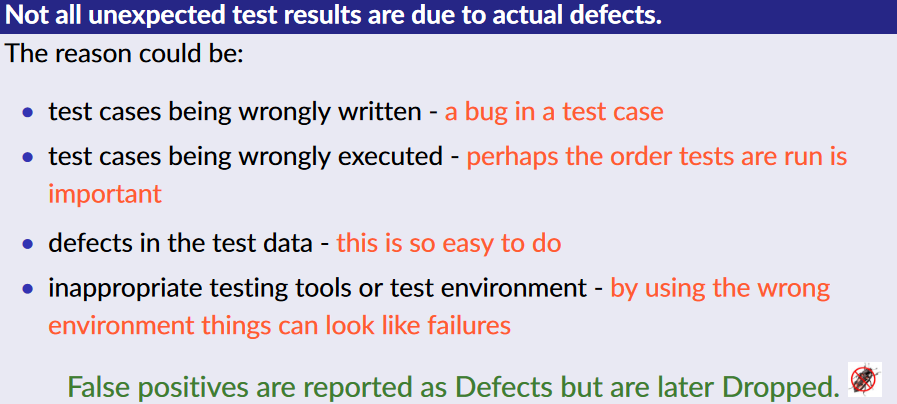 Not all unexpected test results are due to actual defects.
The reason could be:
• test cases being wrongly written - a bug in a test case
• test cases being wrongly executed - perhaps the order tests are run is
important
• defects in the test data - this is so easy to do
• inappropriate testing tools or test environment - by using the wrong
environment things can look like failures
False positives are reported as Defects but are later Dropped.